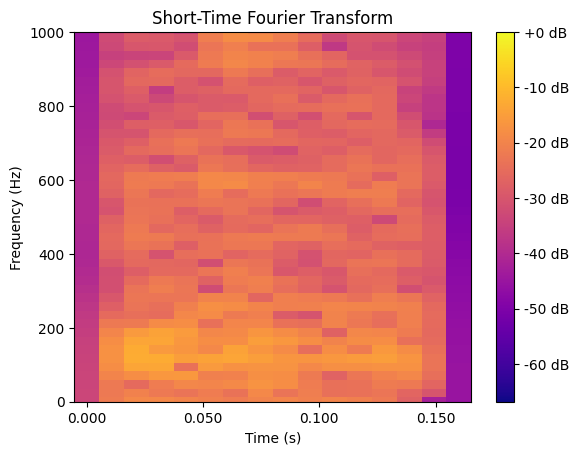 Short-Time Fourier Transform
1000
800
600
400
200
0
Frequency (Hz)
0.000
0.050
0.100
0.150
Time (s)
+0 dB
-10 dB
-20 dB
-30 dB
-40 dB
-50 dB
-60 dB